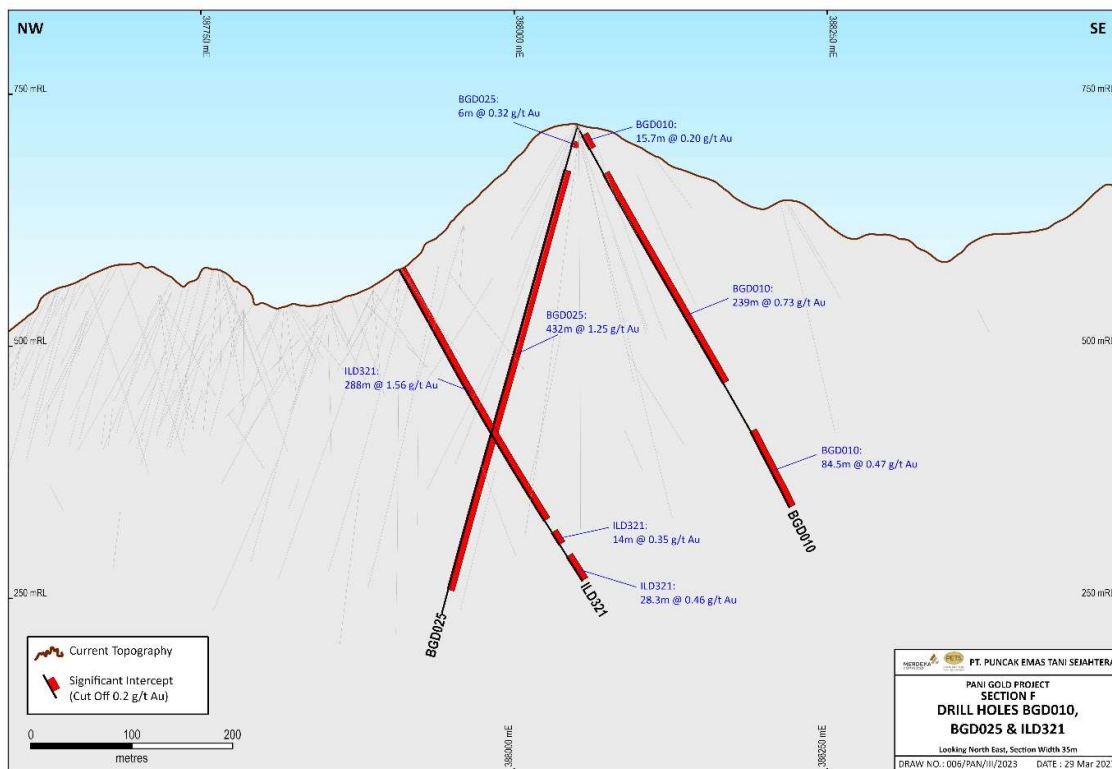 NW
387750 mE
388000 mE
388250 mE
SE
750 mRL
750 mRL
BGD025:
6m @ 0.32 g/t Au
BGD010:
15.7m @ 0.20 g/t Au
BGD010:
239m @ 0.73 g/t Au
BGD025:
432m @ 1.25 g/t Au
500 mRL
500 mRL
ILD321:
288m @ 1.56 g/t Au
BGD010:
84.5m @ 0.47 g/t Au
BGD010
ILD321:
14m @ 0.35 g/t Au
ILD321:
28.3m @ 0.46 g/t Au
ILD321
BGD025
250 mRL
250 mRL
Current Topography
Significant Intercept
(Cut Off 0.2 g/t Au)
0 100 200
metres
388000 mE
388250 mE
MERDEKA
PETS
PT. PUNCAK EMAS TANI SEJAHTERA
PANI GOLD PROJECT
SECTION F
DRILL HOLES BGD010,
BGD025 & ILD321
Looking North East, Section Width 35m
DRAW NO.: 006/PAN/III/2023 DATE : 29 Mar 2023